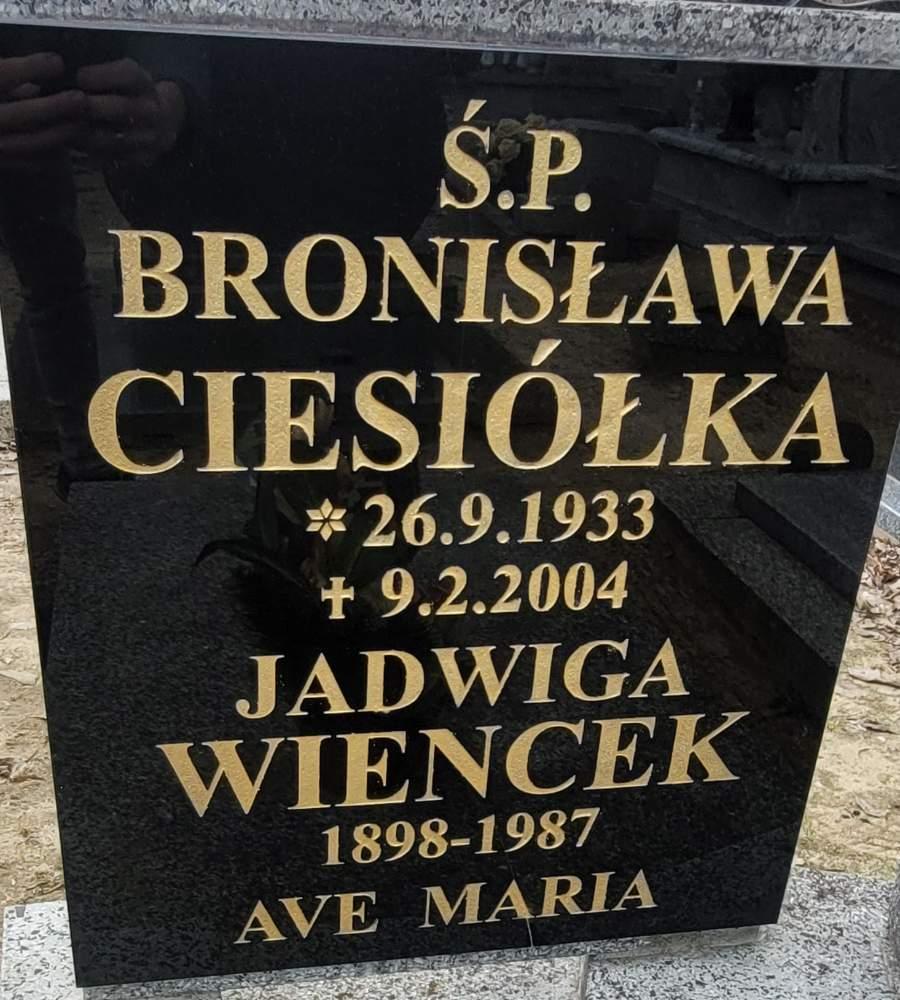 Ś.P.
BRONISŁAWA
CIESIÓŁKA
✲ 26.9.1933
✝ 9.2.2004
JADWIGA
WIENCEK
1898-1987
AVE MARIA